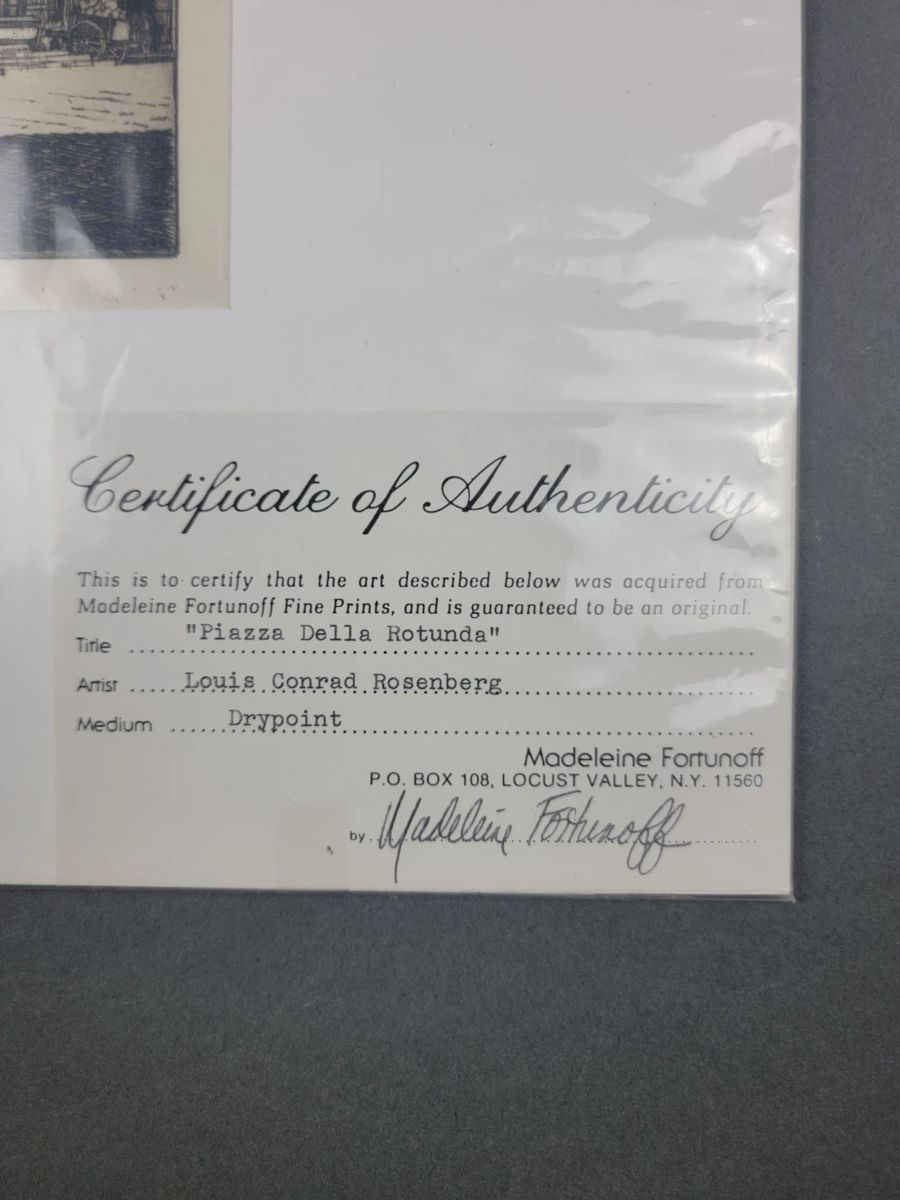 Certificate of Authenticity
This is to certify that the art described below was acquired from
Madeleine Fortunoff Fine Prints, and is guaranteed to be an original.
Title "Piazza Della Rotunda"
Artist Louis Conrad Rosenberg
Medium Drypoint
Madeleine Fortunoff
P.O. BOX 108, LOCUST VALLEY, N.Y. 11560
by Madeleine Fortunoff